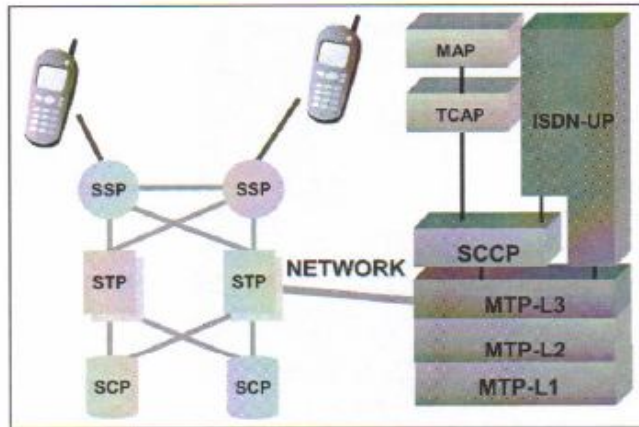 MAP
TCAP
ISDN-UP
SSP SSP
SCCP
NETWORK
STP STP
MTP-L3
MTP-L2
SCP SCP
MTP-L1